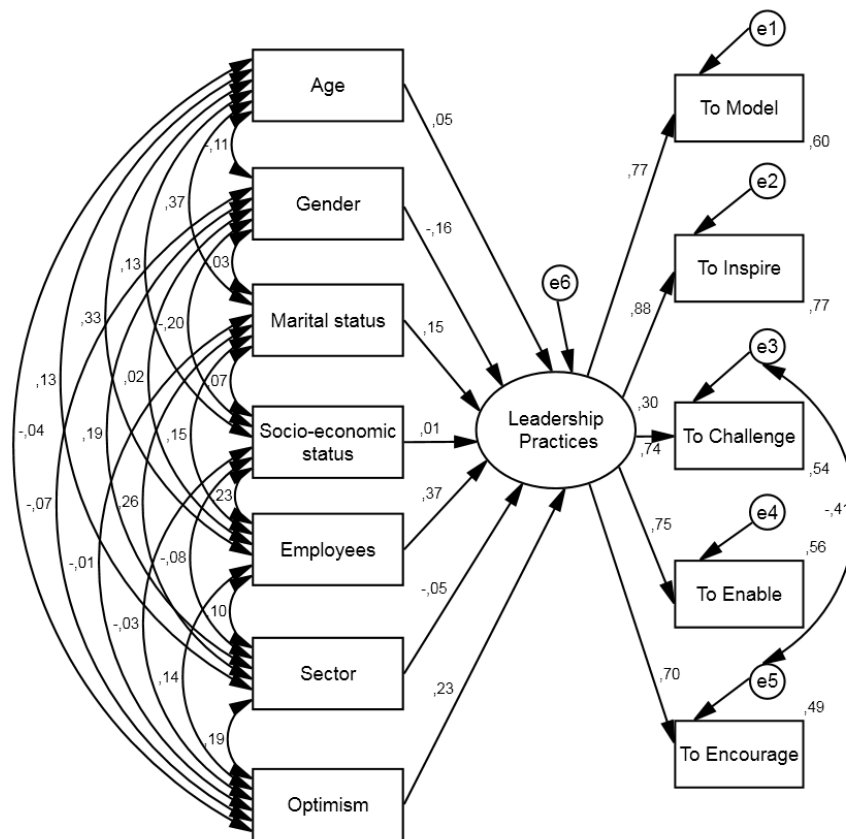 e1
Age
To Model
,05
-,11
,60
,77
e2
Gender
,37
-,16
To Inspire
,03
e6
,13
,88
,77
Marital status
,33
-,20
,15
e3
,07
,13
,02
,30
Leadership
Practices
To Challenge
Socio-economic
status
,01
-,04
,19
,15
,74
,54
,23
,37
-,41
-,07
,26
e4
,75
,56
Employees
-,08
-,01
To Enable
,10
-,05
-,03
Sector
,14
,23
,70
e5
,49
,19
To Encourage
Optimism